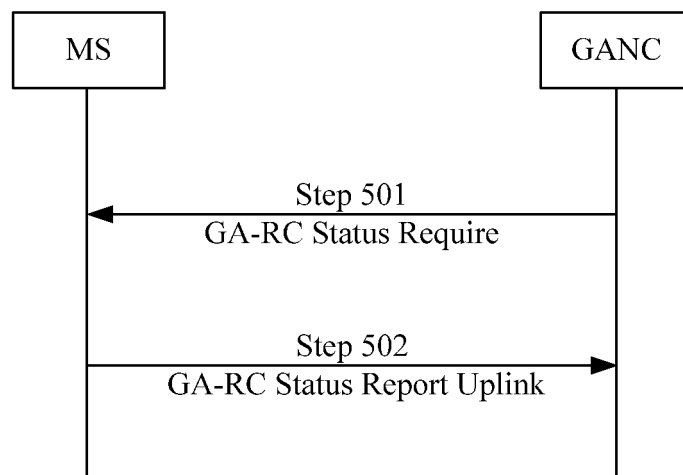 MS
GANC
Step 501
GA-RC Status Require
Step 502
GA-RC Status Report Uplink